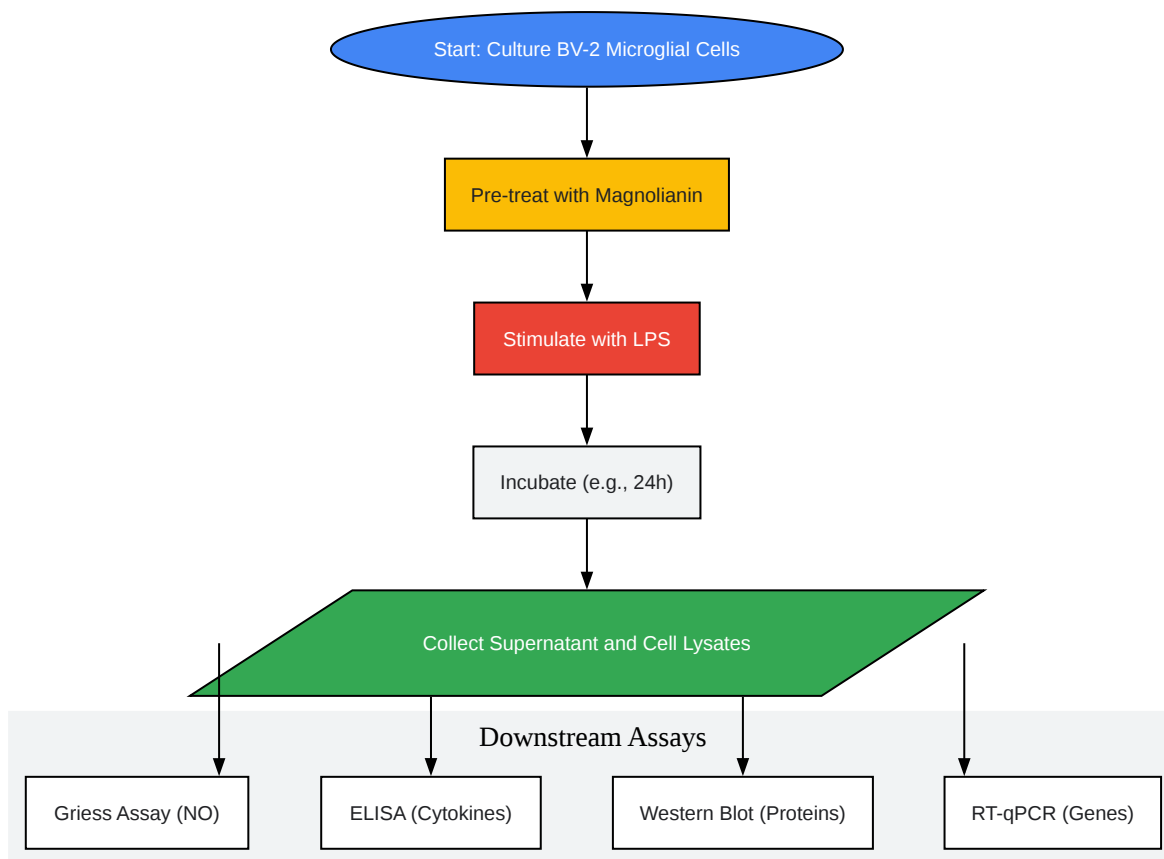 Start: Culture BV-2 Microglial Cells
Pre-treat with Magnolianin
Stimulate with LPS
Incubate (e.g., 24h)
Collect Supernatant and Cell Lysates
Downstream Assays
Griess Assay (NO)
ELISA (Cytokines)
Western Blot (Proteins)
RT-qPCR (Genes)